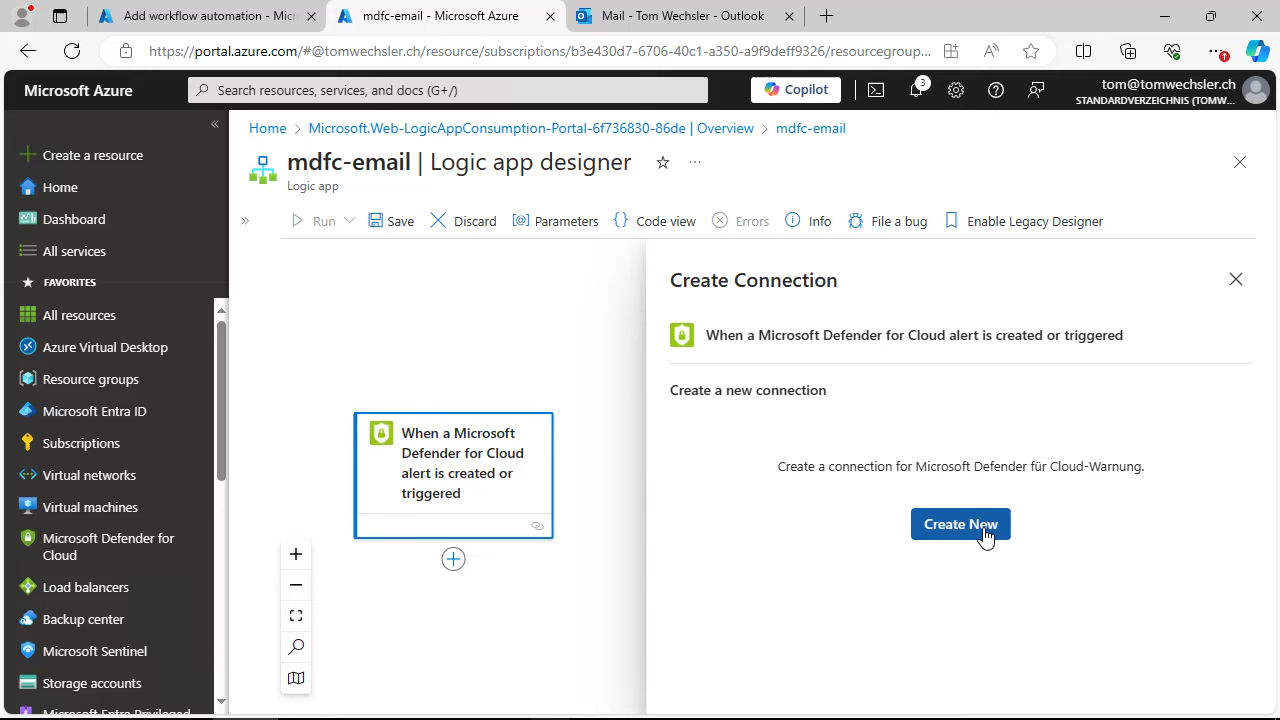 Add workflow automation - Micr
mdfc-email - Microsoft Azure
Mail - Tom Wechsler - Outlook
https://portal.azure.com/#@tomwechsler.ch/resource/subscriptions/b3e430d7-6706-40c1-a350-a9f9deff9326/resourcegroup...
Microsoft Azure
Search resources, services, and docs (G+/)
Copilot
3
tom@tomwechsler.ch
STANDARDVERZEICHNIS (TOMW...
Create a resource
Home
Dashboard
All services
FAVORITES
All resources
Azure Virtual Desktop
Resource groups
Microsoft Entra ID
Subscriptions
Virtual networks
Virtual machines
Microsoft Defender for
Cloud
Load balancers
Backup center
Microsoft Sentinel
Storage accounts
Microsoft Entra Privileged
Home > Microsoft.Web-LogicAppConsumption-Portal-6f736830-86de | Overview > mdfc-email
mdfc-email | Logic app designer
Logic app
Run
Save
Discard
Parameters
Code view
Errors
Info
File a bug
Enable Legacy Designer
When a Microsoft
Defender for Cloud
alert is created or
triggered
Create Connection
When a Microsoft Defender for Cloud alert is created or triggered
Create a new connection
Create a connection for Microsoft Defender für Cloud-Warnung.
Create New